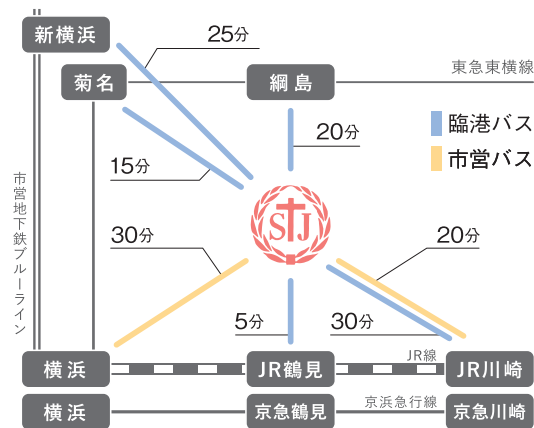 新横浜
25分
菊名
綱島
東急東横線
臨港バス
20分
市営バス
15分
市営地下鉄ブルーライン
STJ
30分
20分
5分
30分
JR線
横浜
JR鶴見
JR川崎
京浜急行線
横浜
京急鶴見
京急川崎